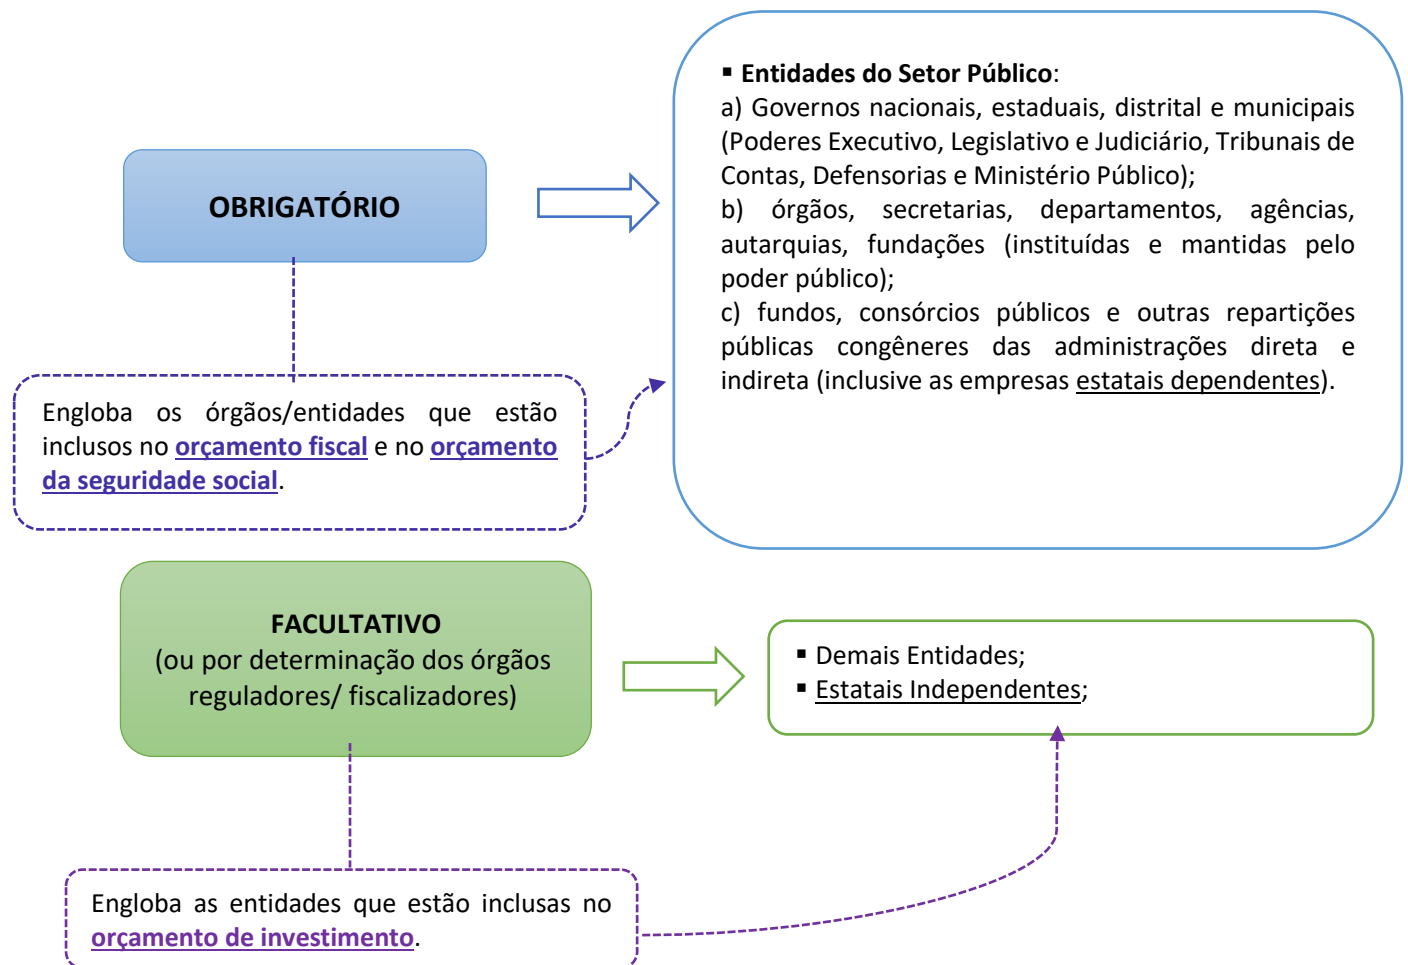 ▪ Entidades do Setor Público:
a) Governos nacionais, estaduais, distrital e municipais
(Poderes Executivo, Legislativo e Judiciário, Tribunais de
Contas, Defensorias e Ministério Público);
b) órgãos, secretarias, departamentos, agências,
autarquias, fundações (instituídas e mantidas pelo
poder público);
c) fundos, consórcios públicos e outras repartições
públicas congêneres das administrações direta e
indireta (inclusive as empresas estatais dependentes).
OBRIGATÓRIO
Engloba os órgãos/entidades que estão
inclusos no orçamento fiscal e no orçamento
da seguridade social.
FACULTATIVO
(ou por determinação dos órgãos
reguladores/ fiscalizadores)
▪ Demais Entidades;
▪ Estatais Independentes;
Engloba as entidades que estão inclusas no
orçamento de investimento.